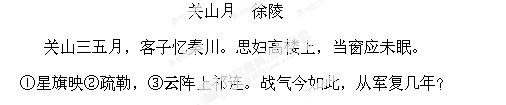 关山月　徐陵
关山三五月，客子忆秦川。思妇高楼上，当窗应未眠。
①星旗映②疏勒，③云阵上祁连。战气今如此，从军复几年？